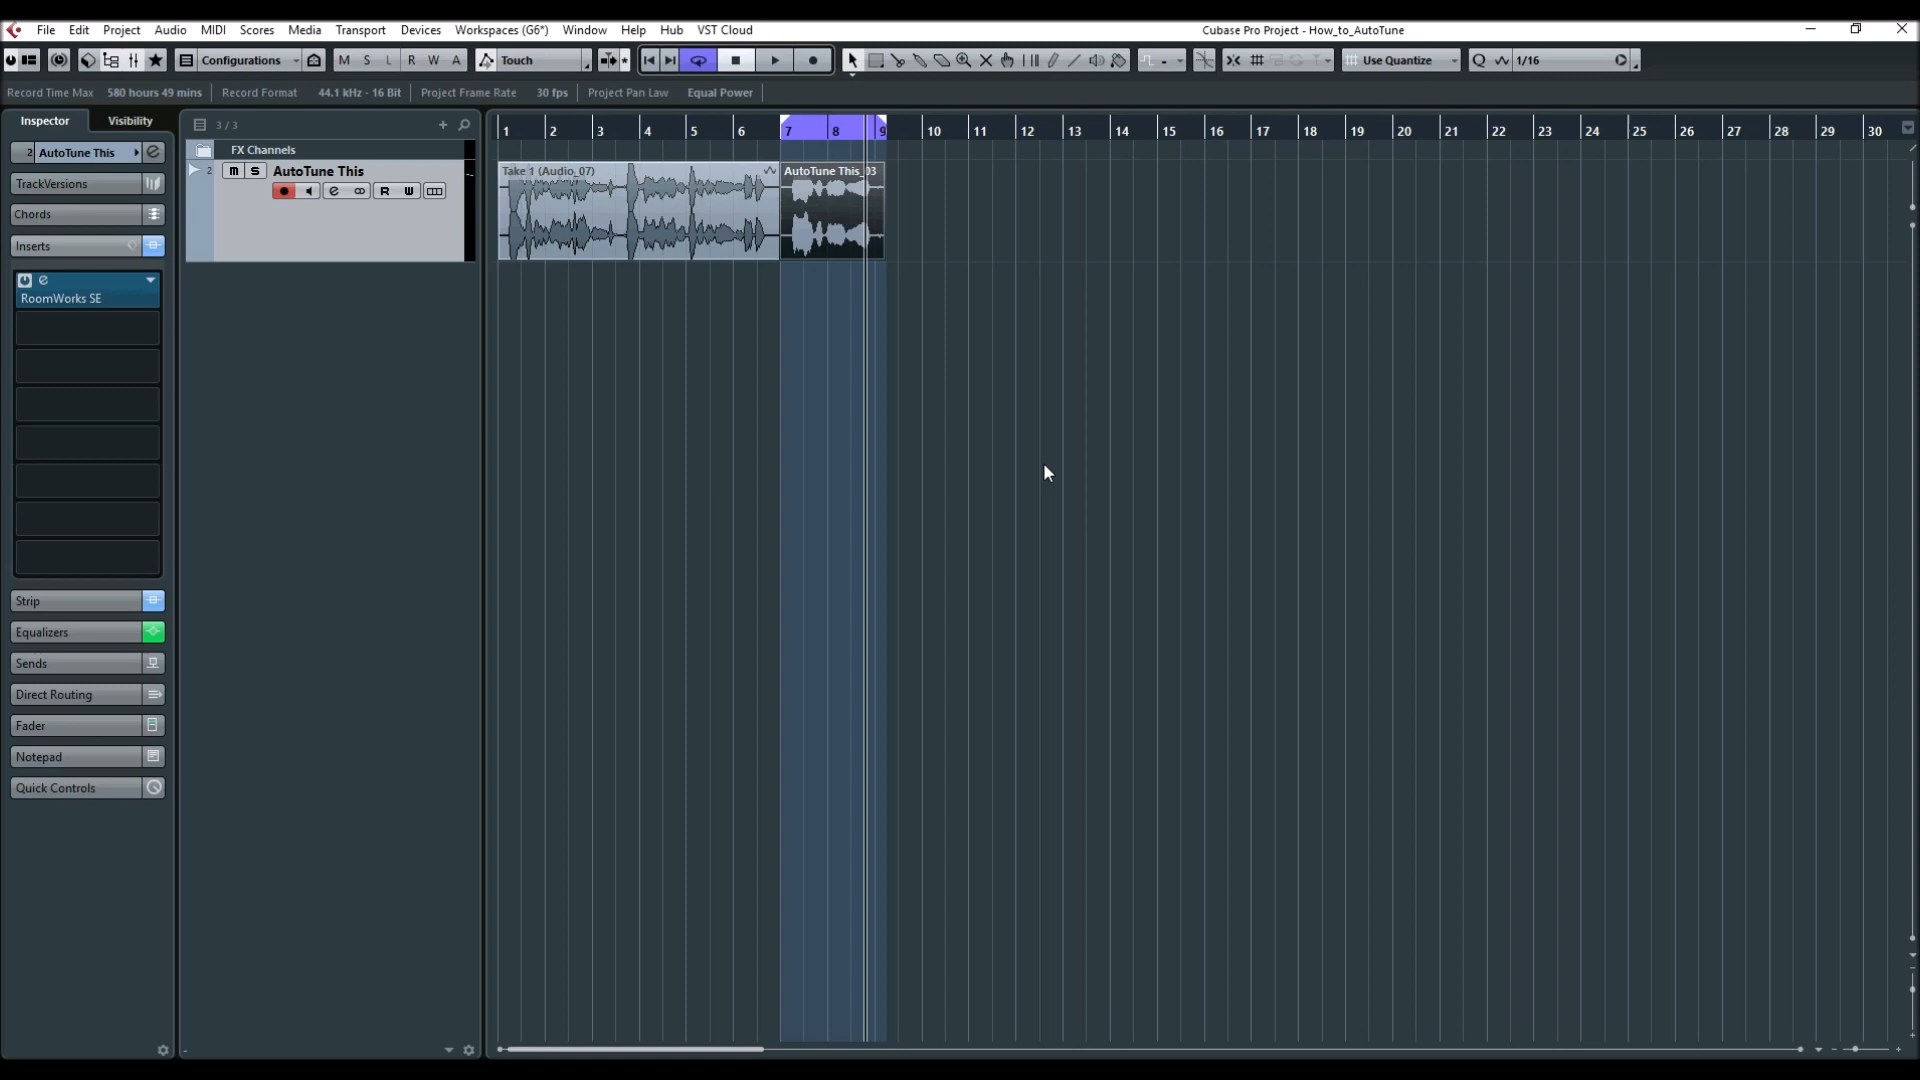 File Edit Project Audio MIDI Scores Media Transport Devices Workspaces (G6*) Window Help Hub VST Cloud Cubase Pro Project - How_to_AutoTune
Configurations M S L R W A Touch Use Quantize Q 1/16
Record Time Max 580 hours 49 mins Record Format 44.1 kHz - 16 Bit Project Frame Rate 30 fps Project Pan Law Equal Power
Inspector Visibility 3 / 3
1 2 3 4 5 6 7 8 9 10 11 12 13 14 15 16 17 18 19 20 21 22 23 24 25 26 27 28 29 30
2 AutoTune This
FX Channels
2 m S AutoTune This
Take 1 (Audio_07) AutoTune This_03
TrackVersions
R W
Chords
Inserts
RoomWorks SE
Strip
Equalizers
Sends
Direct Routing
Fader
Notepad
Quick Controls